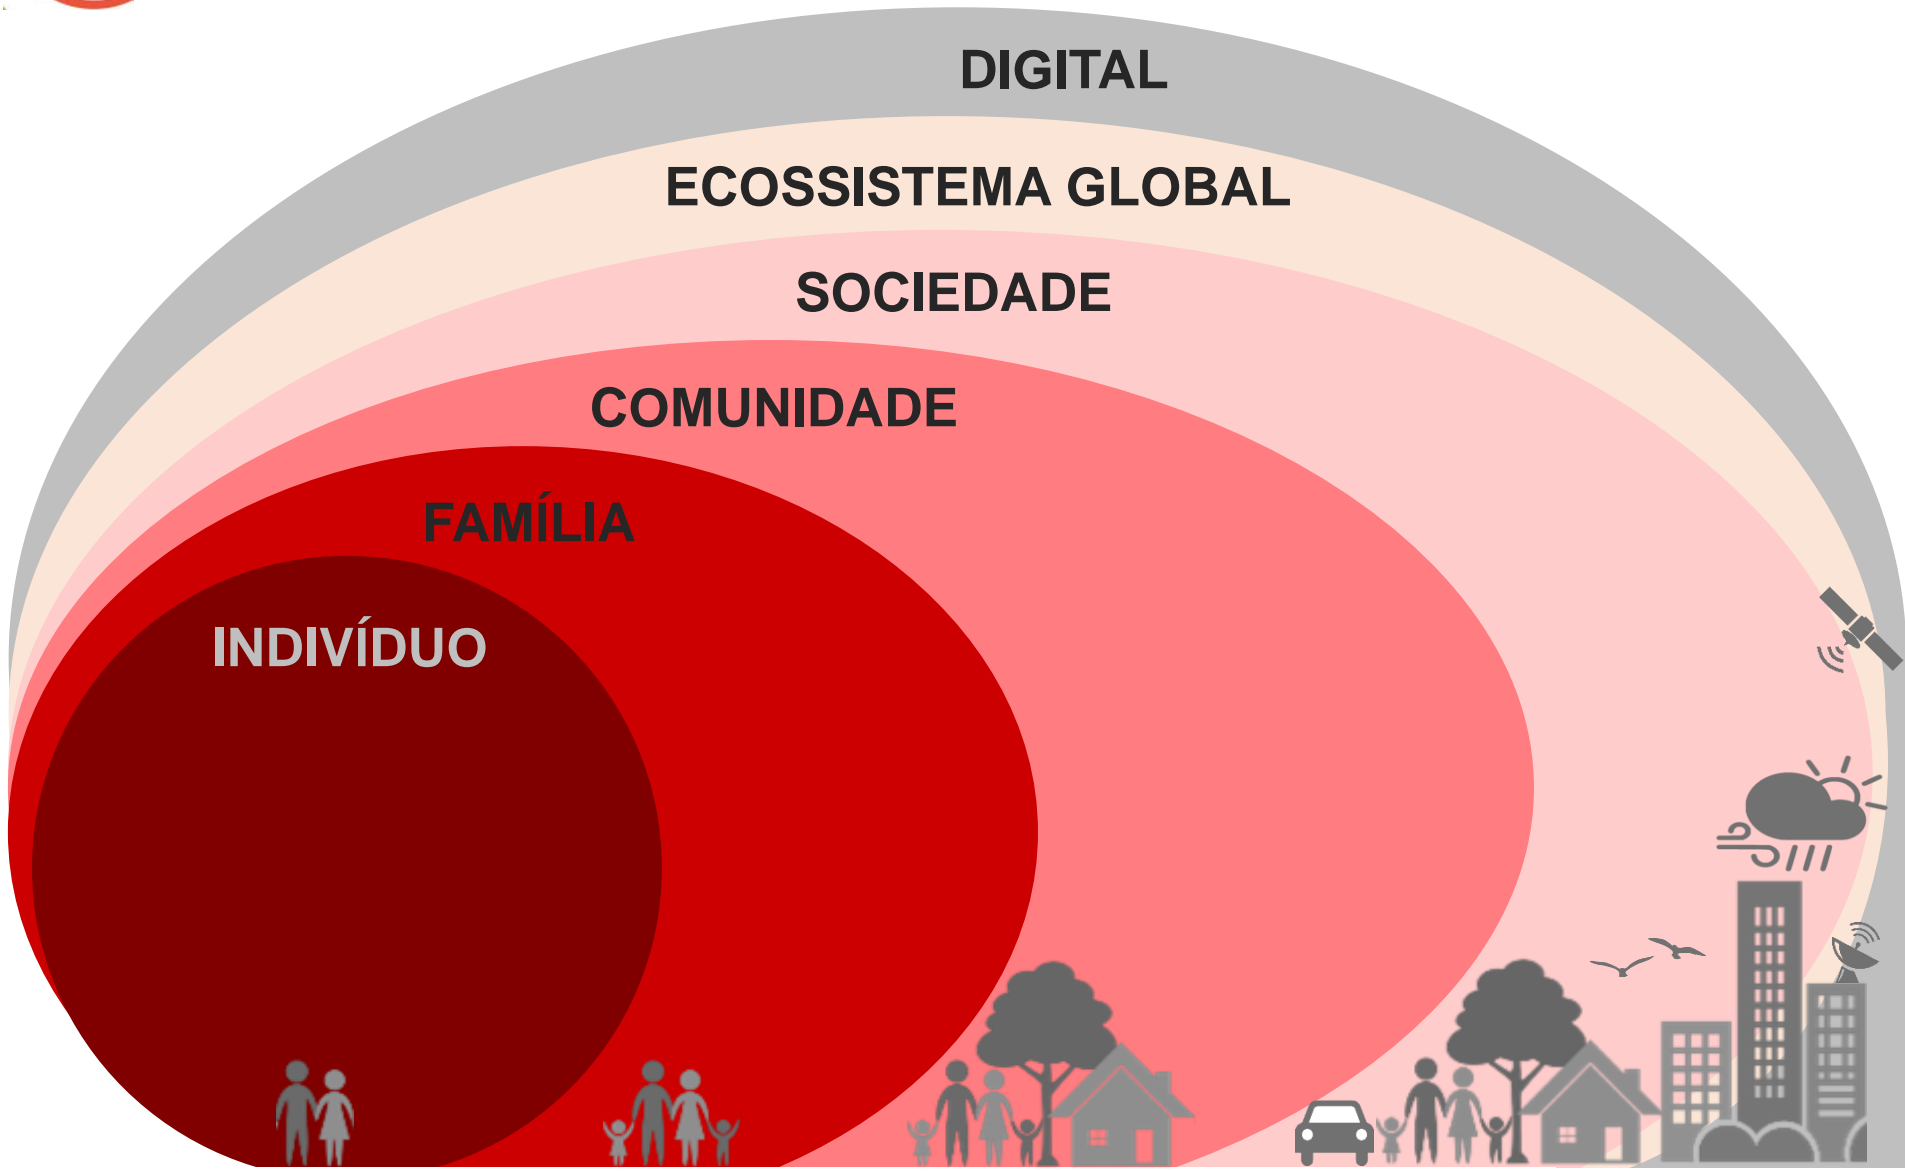 DIGITAL
ECOSSISTEMA GLOBAL
SOCIEDADE
COMUNIDADE
FAMÍLIA
INDIVÍDUO